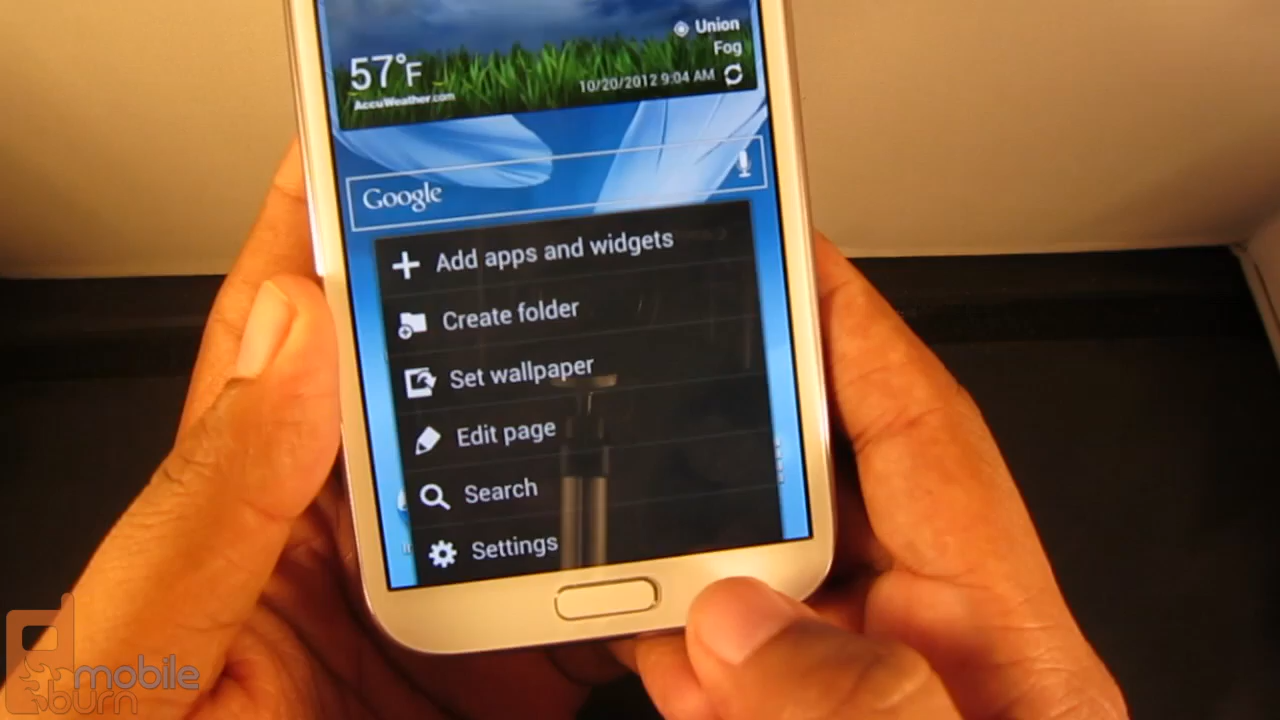 Union
57°F
Fog
AccuWeather.com
10/20/2012 9:04 AM
Google
Add apps and widgets
Create folder
Set wallpaper
Edit page
Search
Settings
mobile
burn